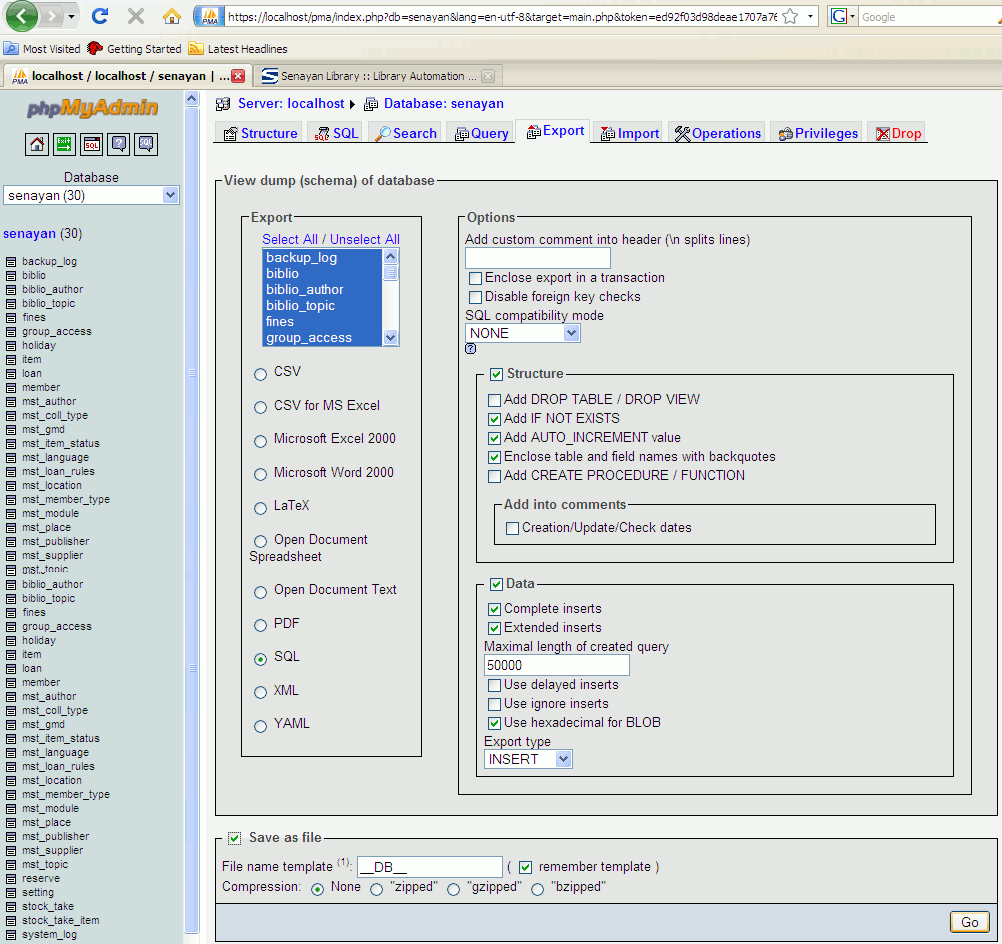 https://localhost/pma/index.php?db=senayan&lang=en-utf-8&target=main.php&token=ed92f03d98deae1707a76
G
Google
Most Visited Getting Started Latest Headlines
localhost / localhost / senayan | ...
Senayan Library :: Library Automation ...
phpMyAdmin
SQL
Database
senayan (30)
senayan (30)
backup_log
biblio
biblio_author
biblio_topic
fines
group_access
holiday
item
loan
member
mst_author
mst_coll_type
mst_gmd
mst_item_status
mst_language
mst_loan_rules
mst_location
mst_member_type
mst_module
mst_place
mst_publisher
mst_supplier
mst_topic
biblio_author
biblio_topic
fines
group_access
holiday
item
loan
member
mst_author
mst_coll_type
mst_gmd
mst_item_status
mst_language
mst_loan_rules
mst_location
mst_member_type
mst_module
mst_place
mst_publisher
mst_supplier
mst_topic
reserve
setting
stock_take
stock_take_item
system_log
Server: localhost Database: senayan
Structure SQL Search Query Export Import Operations Privileges Drop
View dump (schema) of database
Export
Select All / Unselect All
backup_log
biblio
biblio_author
biblio_topic
fines
group_access
CSV
CSV for MS Excel
Microsoft Excel 2000
Microsoft Word 2000
LaTeX
Open Document
Spreadsheet
Open Document Text
PDF
SQL
XML
YAML
Options
Add custom comment into header (\n splits lines)
Enclose export in a transaction
Disable foreign key checks
SQL compatibility mode
NONE
?
Structure
Add DROP TABLE / DROP VIEW
Add IF NOT EXISTS
Add AUTO_INCREMENT value
Enclose table and field names with backquotes
Add CREATE PROCEDURE / FUNCTION
Add into comments
Creation/Update/Check dates
Data
Complete inserts
Extended inserts
Maximal length of created query
50000
Use delayed inserts
Use ignore inserts
Use hexadecimal for BLOB
Export type
INSERT
Save as file
File name template (1): __DB__ ( remember template )
Compression: None "zipped" "gzipped" "bzipped"
Go